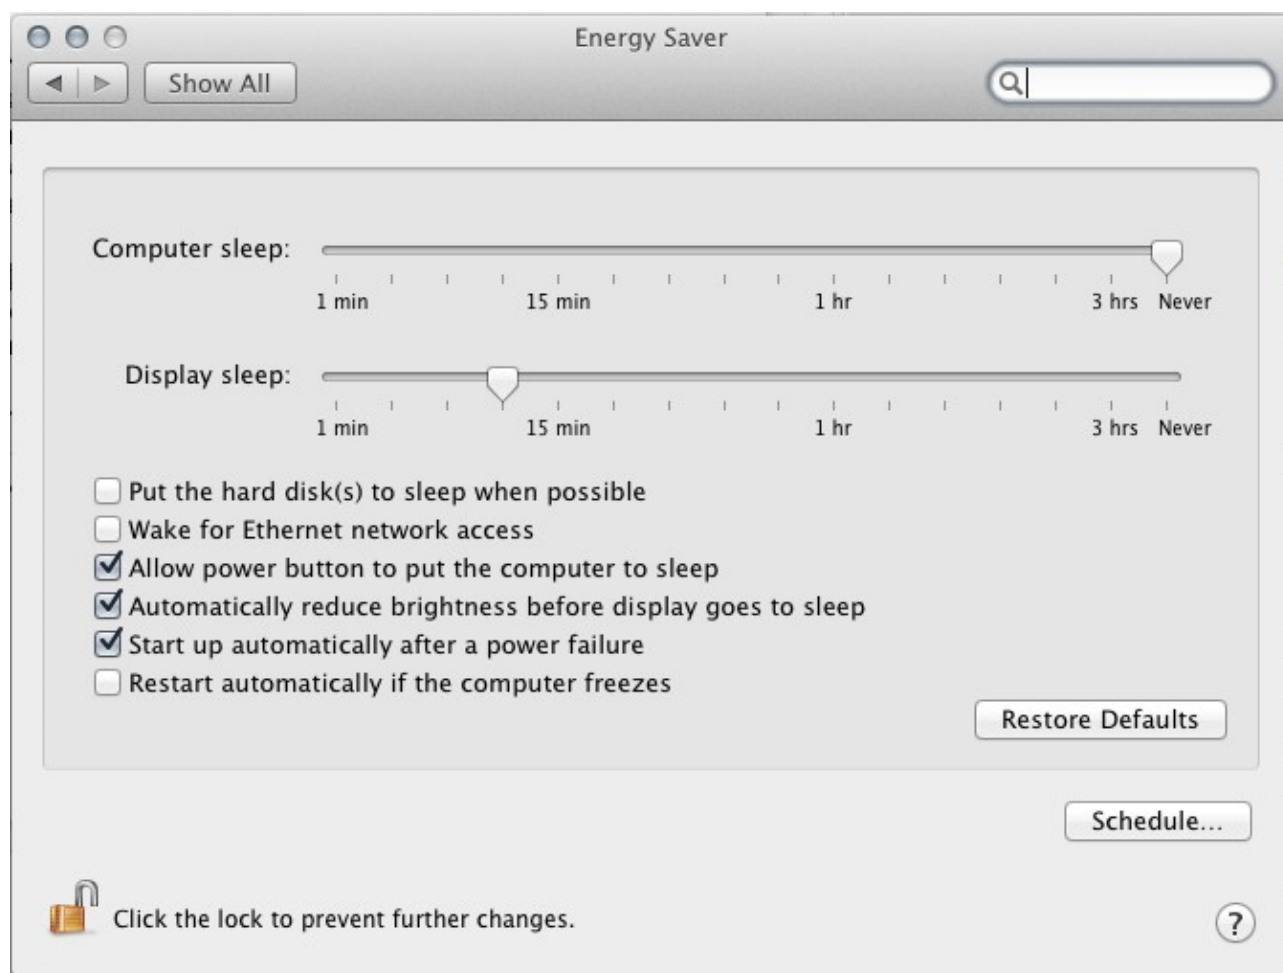 Energy Saver
Show All
Computer sleep:
1 min 15 min 1 hr 3 hrs Never
Display sleep:
1 min 15 min 1 hr 3 hrs Never
Put the hard disk(s) to sleep when possible
Wake for Ethernet network access
Allow power button to put the computer to sleep
Automatically reduce brightness before display goes to sleep
Start up automatically after a power failure
Restart automatically if the computer freezes
Restore Defaults
Schedule...
Click the lock to prevent further changes.
?